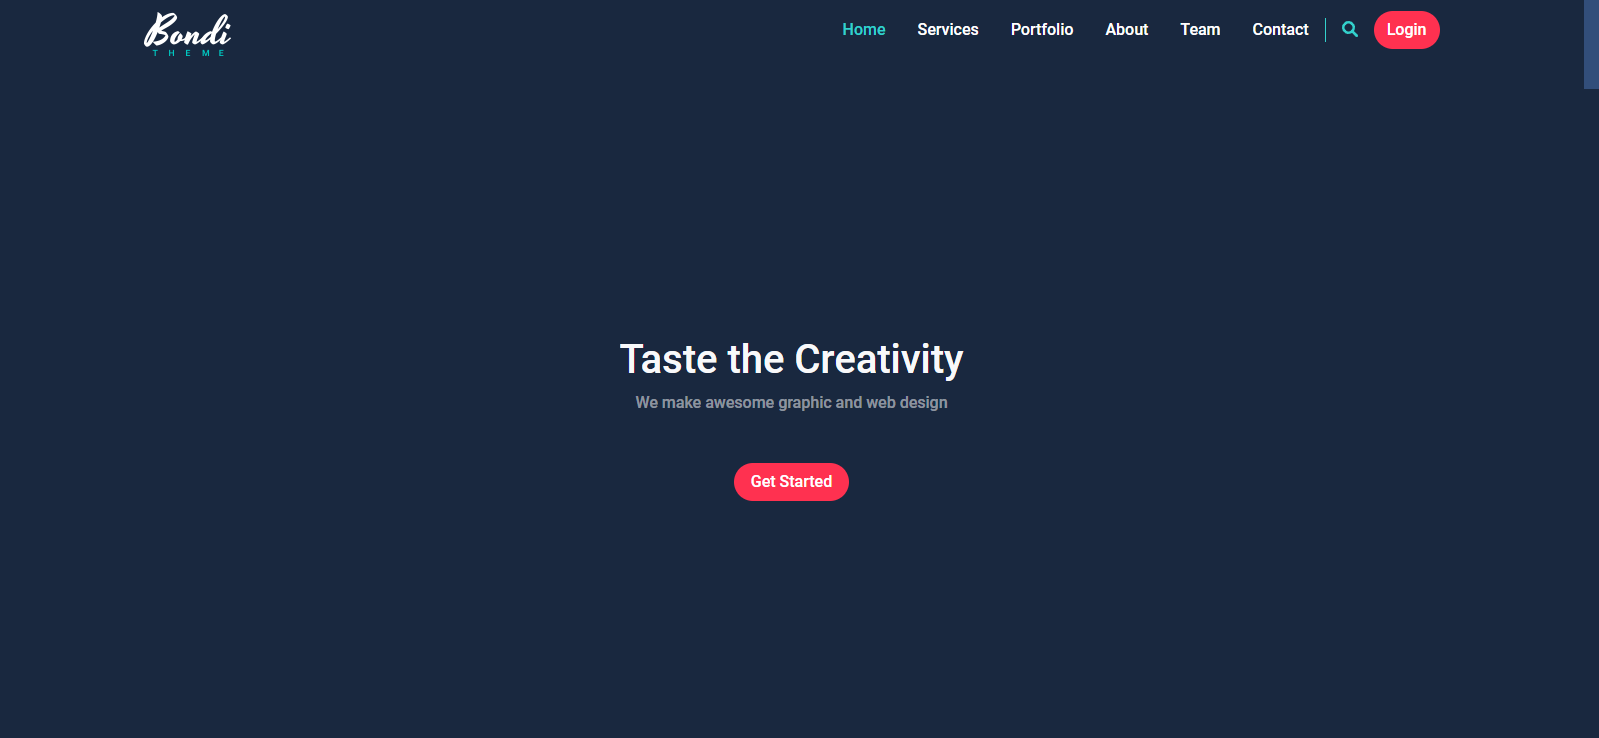 Bondi
THEME
Home Services Portfolio About Team Contact Login
Taste the Creativity
We make awesome graphic and web design
Get Started